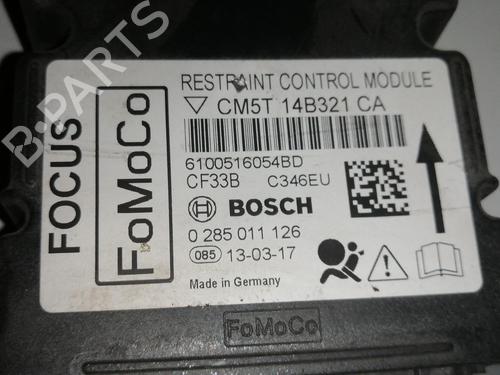 RESTRAINT CONTROL MODULE
CM5T 14B321 CA
6100516054BD
CF33B C346EU
BOSCH
0 285 011 126
085 13-03-17
Made in Germany
FOCUS
FoMoCo
FoMoCo
B-PARTS